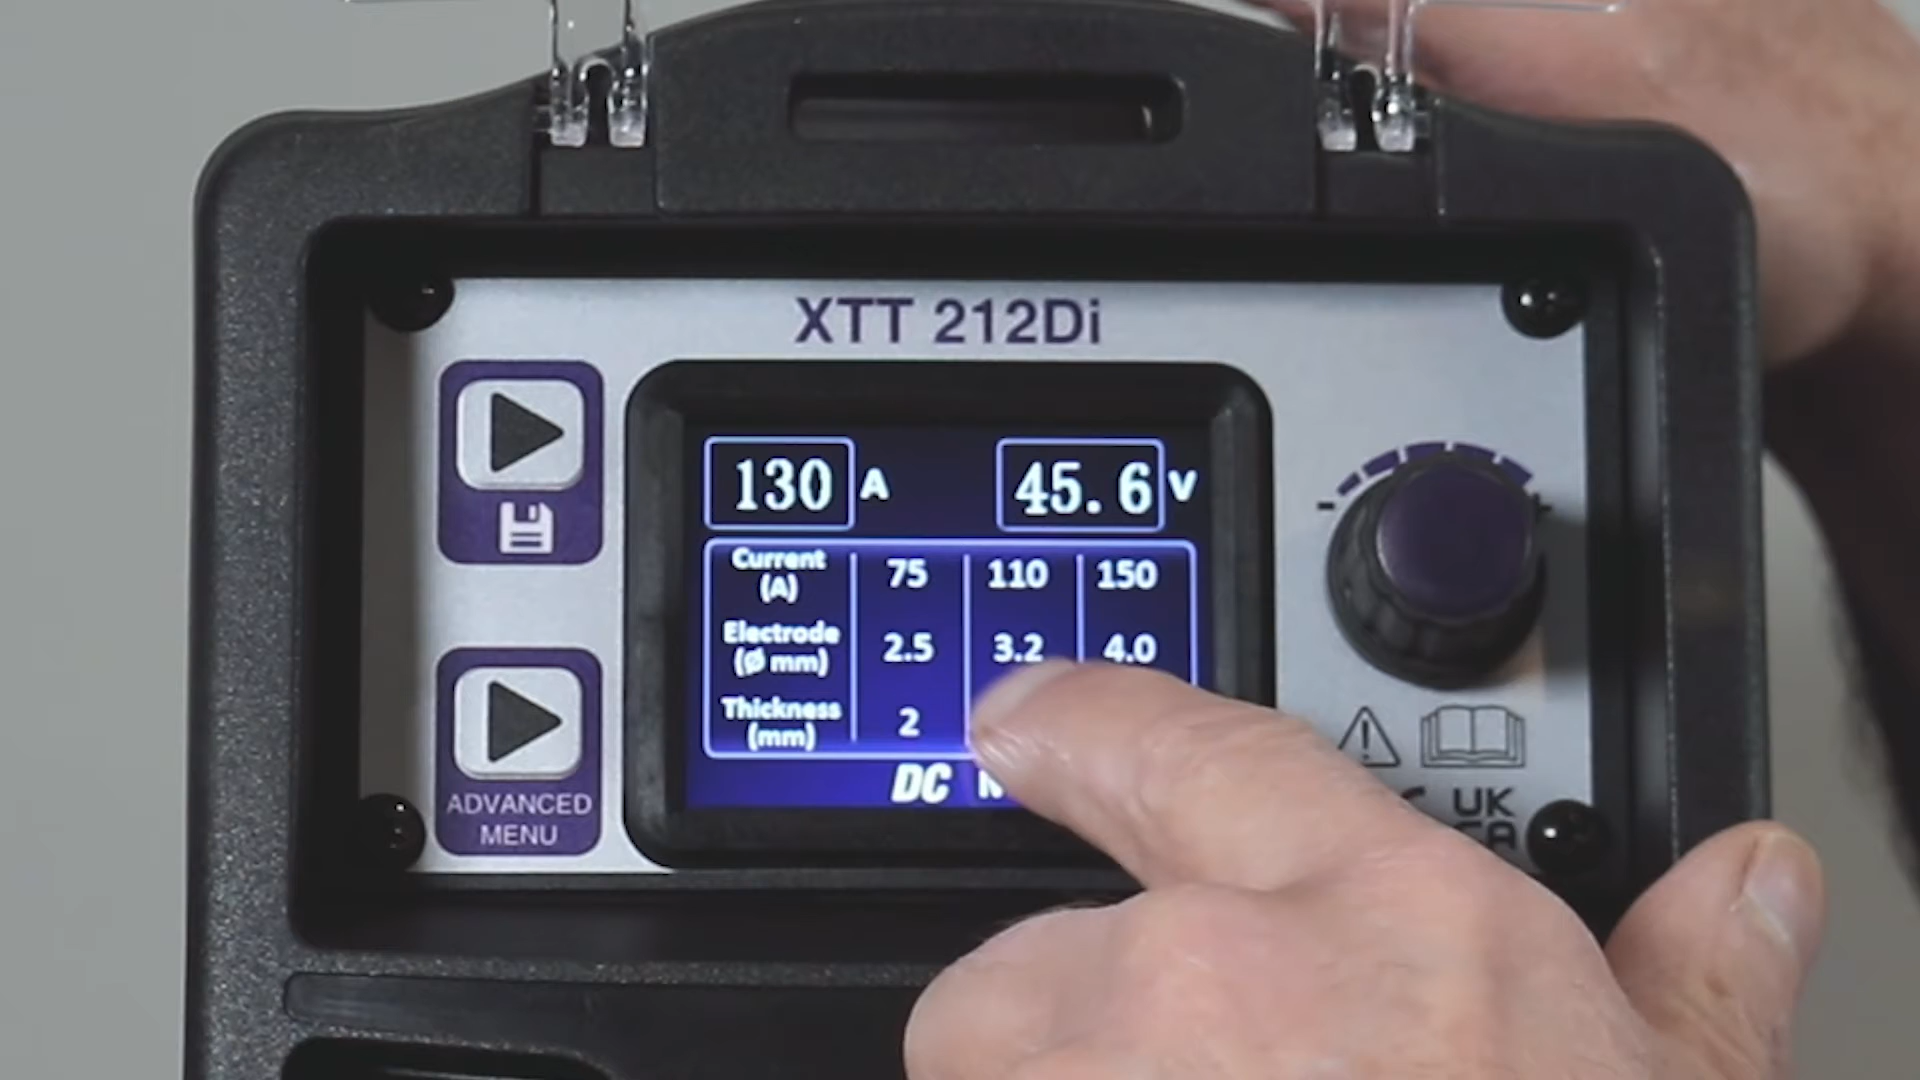 XTT 212Di
130 A 45.6 V
Current (A) 75 110 150
Electrode (Ø mm) 2.5 3.2 4.0
Thickness (mm) 2
DC
ADVANCED
MENU
UK
CA